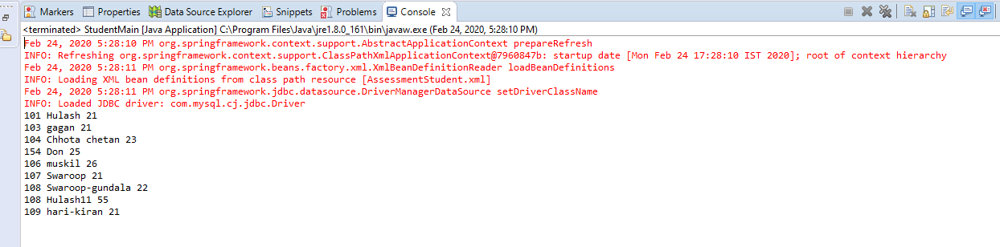 Markers Properties Data Source Explorer Snippets Problems Console
<terminated> StudentMain [Java Application] C:\Program Files\Java\jre1.8.0_161\bin\javaw.exe (Feb 24, 2020, 5:28:10 PM)
Feb 24, 2020 5:28:10 PM org.springframework.context.support.AbstractApplicationContext prepareRefresh
INFO: Refreshing org.springframework.context.support.ClassPathXmlApplicationContext@7960847b: startup date [Mon Feb 24 17:28:10 IST 2020]; root of context hierarchy
Feb 24, 2020 5:28:11 PM org.springframework.beans.factory.xml.XmlBeanDefinitionReader loadBeanDefinitions
INFO: Loading XML bean definitions from class path resource [AssessmentStudent.xml]
Feb 24, 2020 5:28:11 PM org.springframework.jdbc.datasource.DriverManagerDataSource setDriverClassName
INFO: Loaded JDBC driver: com.mysql.cj.jdbc.Driver
101 Hulash 21
103 gagan 21
104 Chhota chetan 23
154 Don 25
106 muskil 26
107 Swaroop 21
108 Swaroop-gundala 22
108 Hulash11 55
109 hari-kiran 21